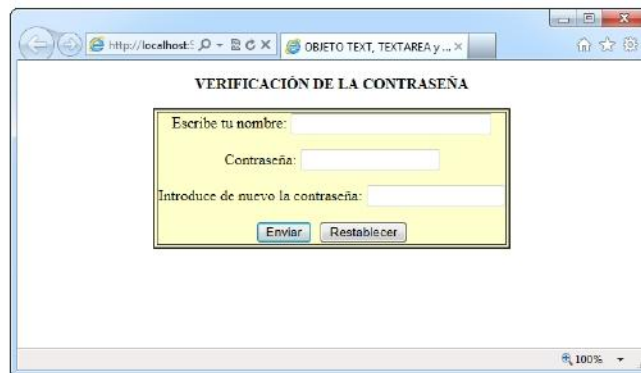 http://localhost:
OBJETO TEXT, TEXTAREA y ...
VERIFICACIÓN DE LA CONTRASEÑA
Escribe tu nombre:
Contraseña:
Introduce de nuevo la contraseña:
Enviar Restablecer
100%